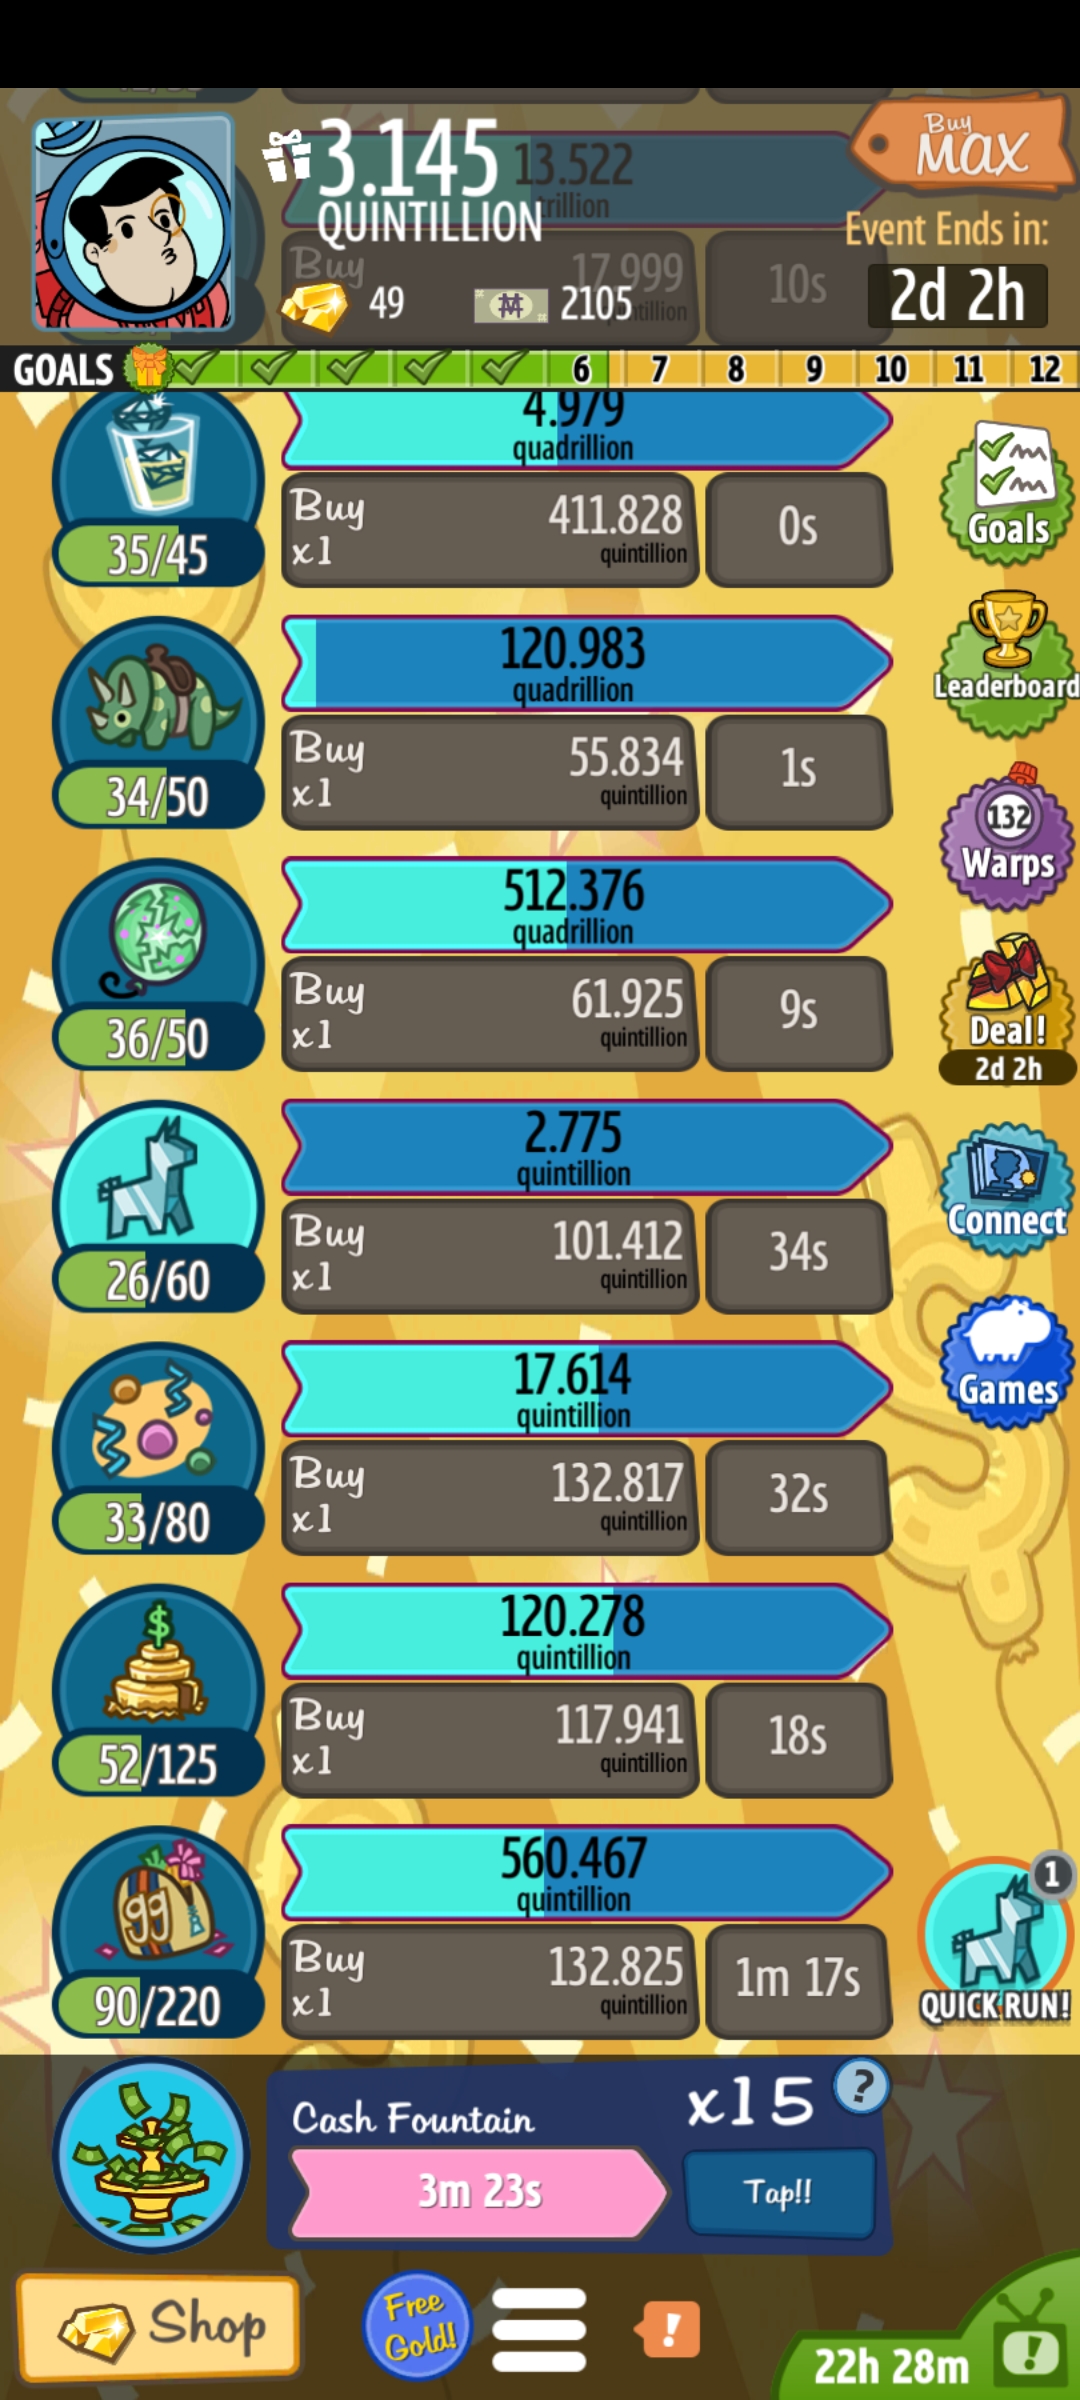 3.145
QUINTILLION
13.522
trillion
Buy
MAX
Event Ends in:
2d 2h
Buy
17.999
tillion
10s
49
2105
GOALS
6 7 8 9 10 11 12
4.979
quadrillion
35/45
Buy
x1
411.828
quintillion
0s
Goals
120.983
quadrillion
34/50
Buy
x1
55.834
quintillion
1s
Leaderboard
132
Warps
512.376
quadrillion
36/50
Buy
x1
61.925
quintillion
9s
Deal!
2d 2h
2.775
quintillion
26/60
Buy
x1
101.412
quintillion
34s
Connect
Games
17.614
quintillion
33/80
Buy
x1
132.817
quintillion
32s
$
120.278
quintillion
52/125
Buy
x1
117.941
quintillion
18s
560.467
quintillion
99
90/220
Buy
x1
132.825
quintillion
1m 17s
1
QUICK RUN!
Cash Fountain
x15
?
3m 23s
Tap!!
Shop
Free
Gold!
!
22h 28m
!